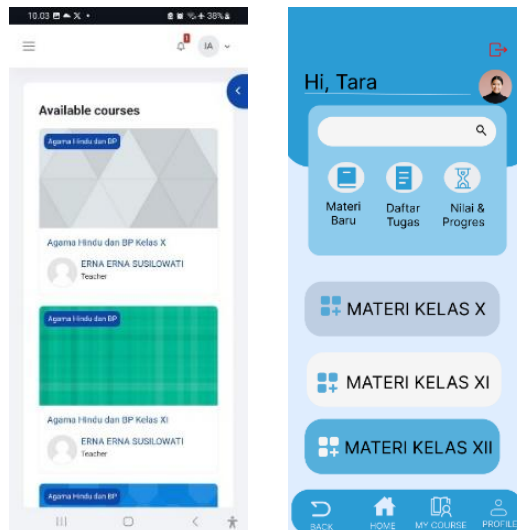 10.03
38%
IA
Available courses
Agama Hindu dan BP
Agama Hindu dan BP Kelas X
ERNA ERNA SUSILOWATI
Teacher
Agama Hindu dan BP
Agama Hindu dan BP Kelas XI
ERNA ERNA SUSILOWATI
Teacher
Agama Hindu dan BP
Hi, Tara
Materi
Baru
Daftar
Tugas
Nilai &
Progres
MATERI KELAS X
MATERI KELAS XI
MATERI KELAS XII
BACK
HOME
MY COURSE
PROFILE